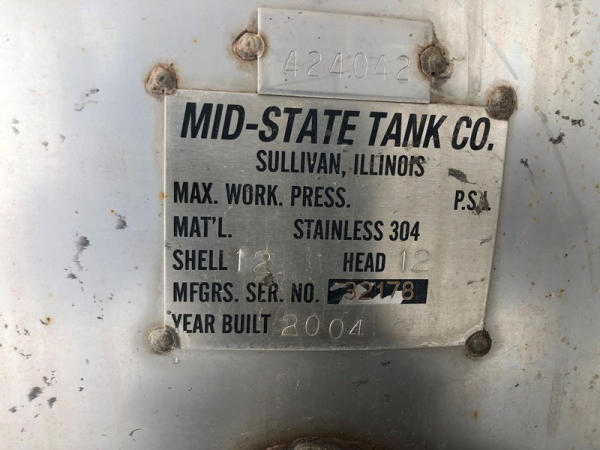 424042
MID-STATE TANK CO.
SULLIVAN, ILLINOIS
MAX. WORK. PRESS. P.S.I.
MAT'L. STAINLESS 304
SHELL 12 HEAD 12
MFGRS. SER. NO. 32178
YEAR BUILT 2004